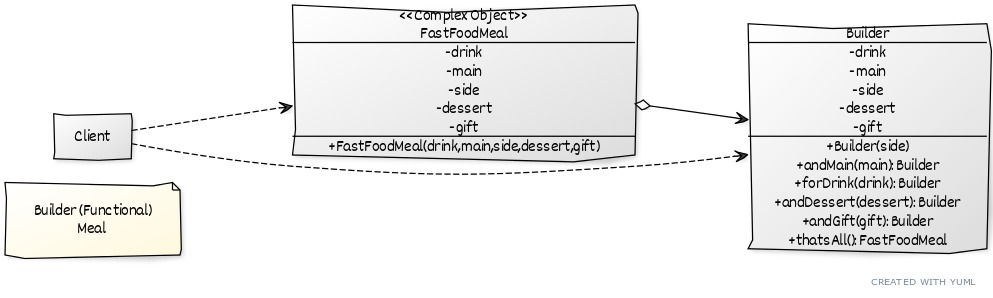 <<Complex Object>>
FastFoodMeal
-drink
-main
-side
-dessert
-gift
+FastFoodMeal(drink,main,side,dessert,gift)
Builder
-drink
-main
-side
-dessert
-gift
+Builder(side)
+andMain(main): Builder
+forDrink(drink): Builder
+andDessert(dessert): Builder
+andGift(gift): Builder
+thatsAll(): FastFoodMeal
Client
Builder (Functional)
Meal
CREATED WITH YUML